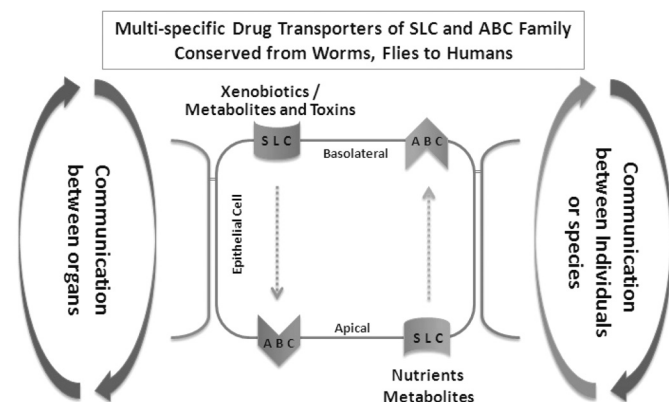 Multi-specific Drug Transporters of SLC and ABC Family
Conserved from Worms, Flies to Humans
Xenobiotics /
Metabolites and Toxins
SLC
Basolateral
ABC
Communication
between organs
Epithelial Cell
Communication
between Individuals
or species
ABC
Apical
SLC
Nutrients
Metabolites